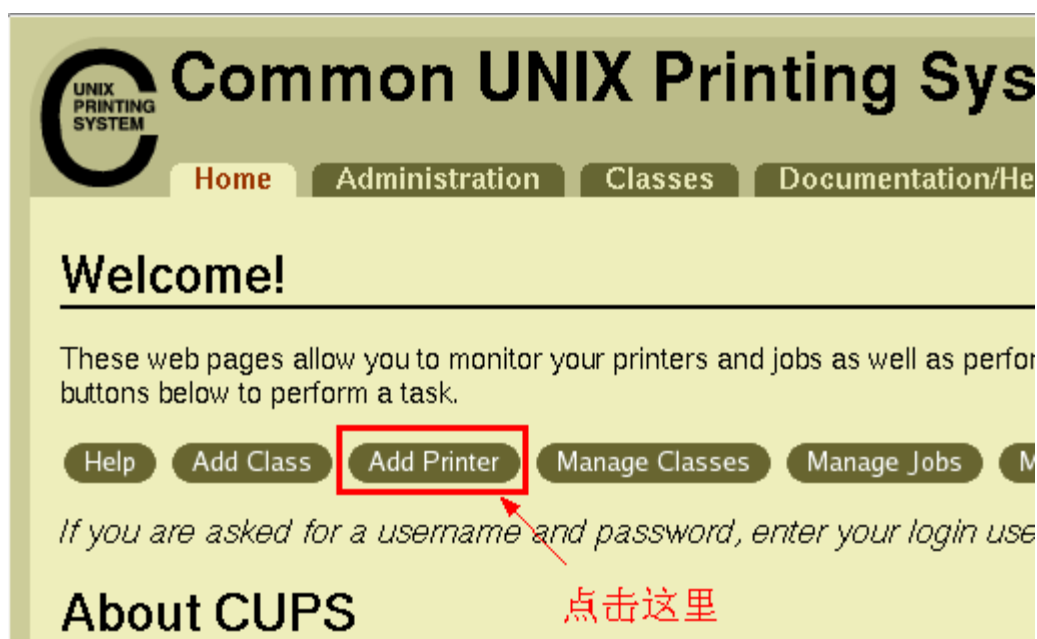 UNIX
PRINTING
SYSTEM
Common UNIX Printing Sys
Home Administration Classes Documentation/He
Welcome!
These web pages allow you to monitor your printers and jobs as well as perfor
buttons below to perform a task.
Help Add Class Add Printer Manage Classes Manage Jobs M
If you are asked for a username and password, enter your login use
About CUPS
点击这里